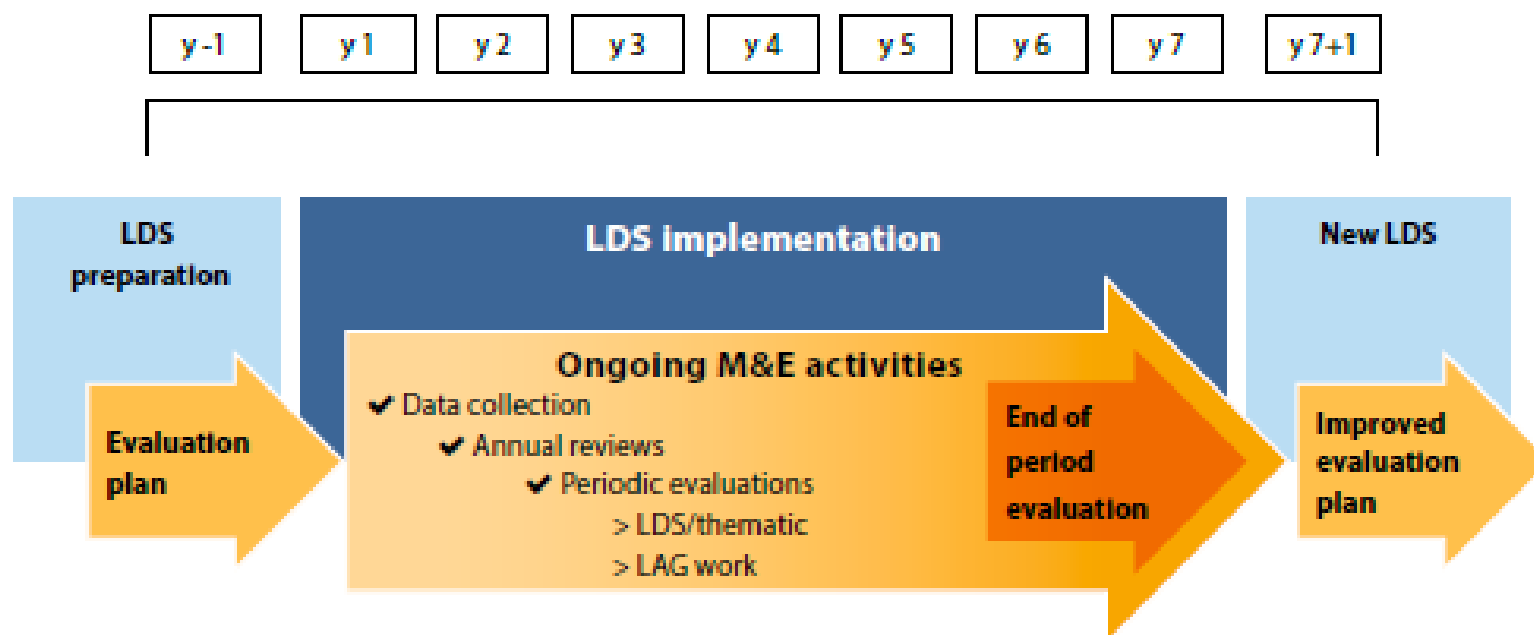 y -1
y 1
y 2
y 3
y 4
y 5
y 6
y 7
y 7+1
LDS
preparation
LDS implementation
New LDS
Evaluation
plan
Ongoing M&E activities
✔ Data collection
✔ Annual reviews
✔ Periodic evaluations
> LDS/thematic
> LAG work
End of
period
evaluation
Improved
evaluation
plan